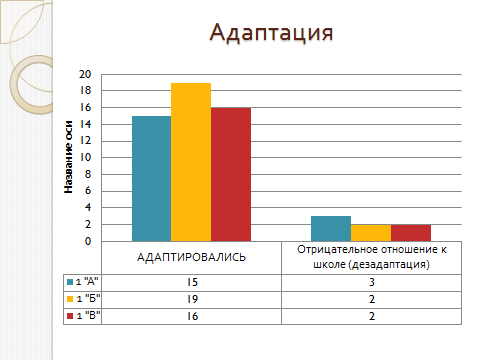 Адаптация
Название оси
20
18
16
14
12
10
8
6
4
2
0
АДАПТИРОВАЛИСЬ
Отрицательное отношение к
школе (дезадаптация)
1 "А" 15 3
1 "Б" 19 2
1 "В" 16 2